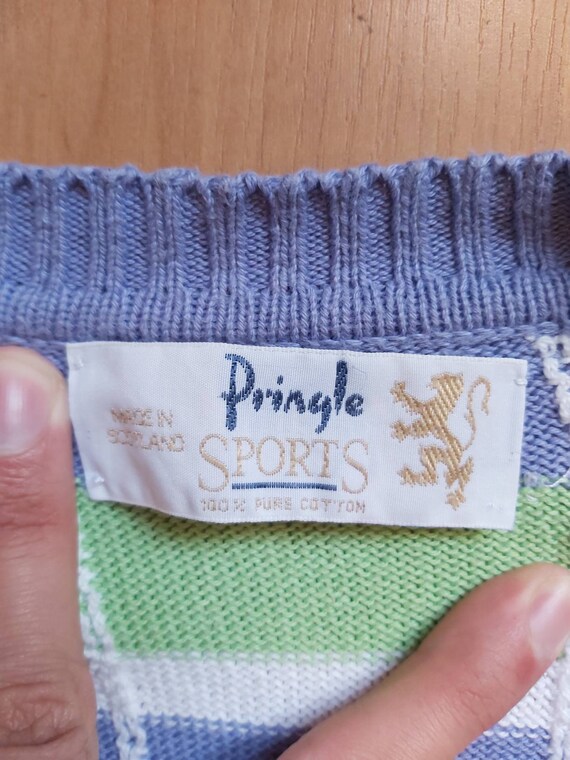 Pringle
MADE IN
SCOTLAND
SPORTS
100% PURE COTTON